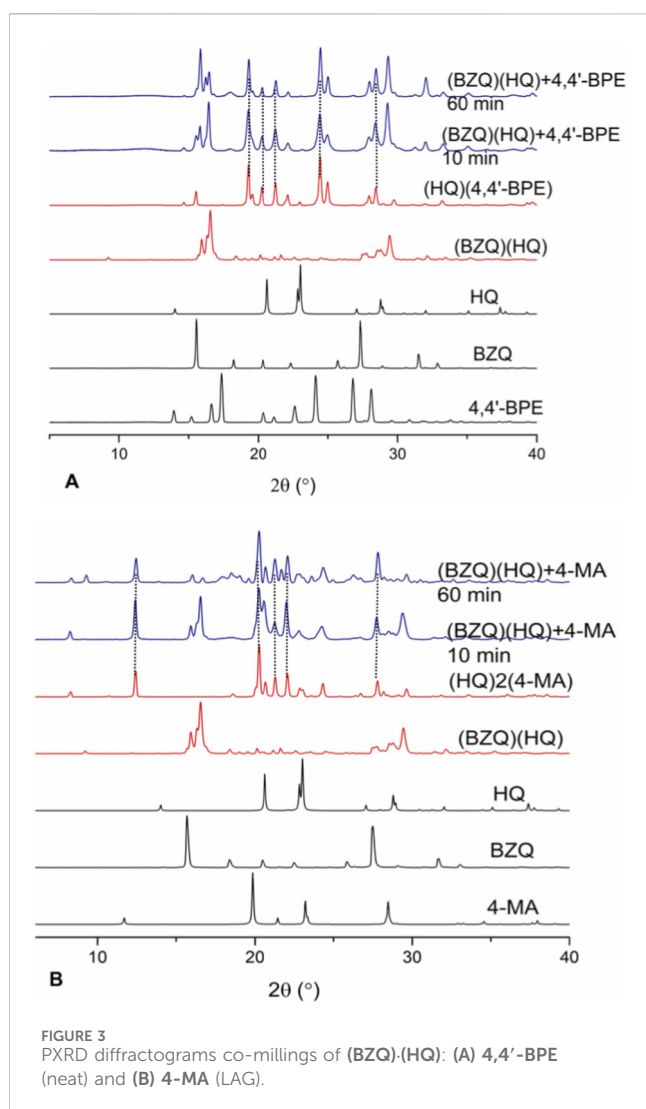 (BZQ)(HQ)+4,4'-BPE
60 min
(BZQ)(HQ)+4,4'-BPE
10 min
(HQ)(4,4'-BPE)
(BZQ)(HQ)
HQ
BZQ
4,4'-BPE
10 20 30 40
A
2θ (°)
(BZQ)(HQ)+4-MA
60 min
(BZQ)(HQ)+4-MA
10 min
(HQ)2(4-MA)
(BZQ)(HQ)
HQ
BZQ
4-MA
10 20 30 40
B
2θ (°)
FIGURE 3
PXRD diffractograms co-millings of (BZQ)·(HQ): (A) 4,4′-BPE
(neat) and (B) 4-MA (LAG).